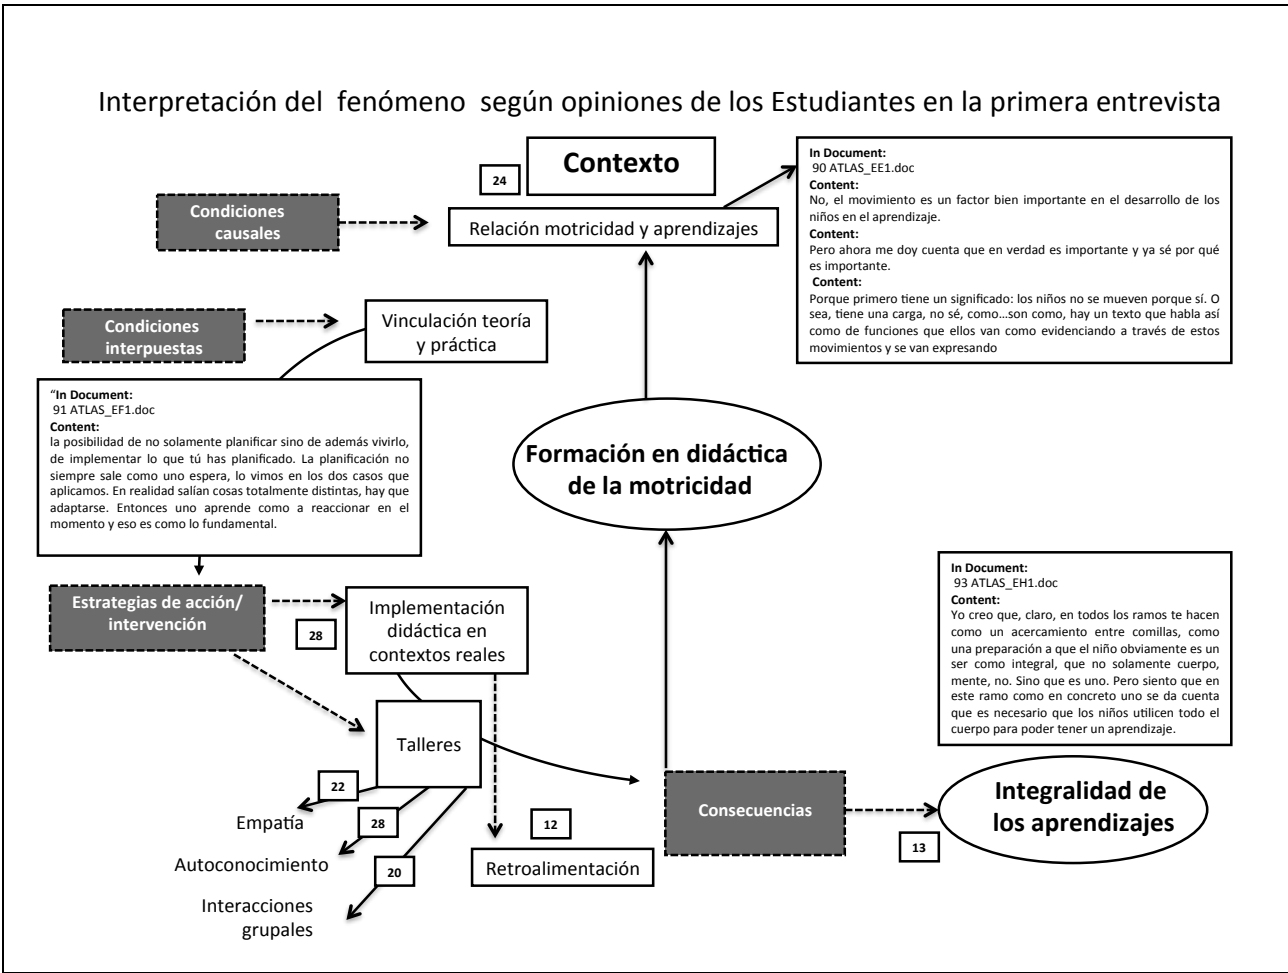 Interpretación del fenómeno según opiniones de los Estudiantes en la primera entrevista
Contexto
24
Condiciones
causales
Relación motricidad y aprendizajes
In Document:
90 ATLAS_EE1.doc
Content:
No, el movimiento es un factor bien importante en el desarrollo de los
niños en el aprendizaje.
Content:
Pero ahora me doy cuenta que en verdad es importante y ya sé por qué
es importante.
Content:
Porque primero tiene un significado: los niños no se mueven porque sí. O
sea, tiene una carga, no sé, como...son como, hay un texto que habla así
como de funciones que ellos van como evidenciando a través de estos
movimientos y se van expresando
Condiciones
interpuestas
Vinculación teoría
y práctica
“In Document:
91 ATLAS_EF1.doc
Content:
la posibilidad de no solamente planificar sino de además vivirlo,
de implementar lo que tú has planificado. La planificación no
siempre sale como uno espera, lo vimos en los dos casos que
aplicamos. En realidad salían cosas totalmente distintas, hay que
adaptarse. Entonces uno aprende como a reaccionar en el
momento y eso es como lo fundamental.
Formación en didáctica
de la motricidad
Estrategias de acción/
intervención
28
Implementación
didáctica en
contextos reales
In Document:
93 ATLAS_EH1.doc
Content:
Yo creo que, claro, en todos los ramos te hacen
como un acercamiento entre comillas, como
una preparación a que el niño obviamente es un
ser como integral, que no solamente cuerpo,
mente, no. Sino que es uno. Pero siento que en
este ramo como en concreto uno se da cuenta
que es necesario que los niños utilicen todo el
cuerpo para poder tener un aprendizaje.
Talleres
22
Empatía
28
Autoconocimiento
20
Interacciones
grupales
12
Retroalimentación
Consecuencias
13
Integralidad de
los aprendizajes